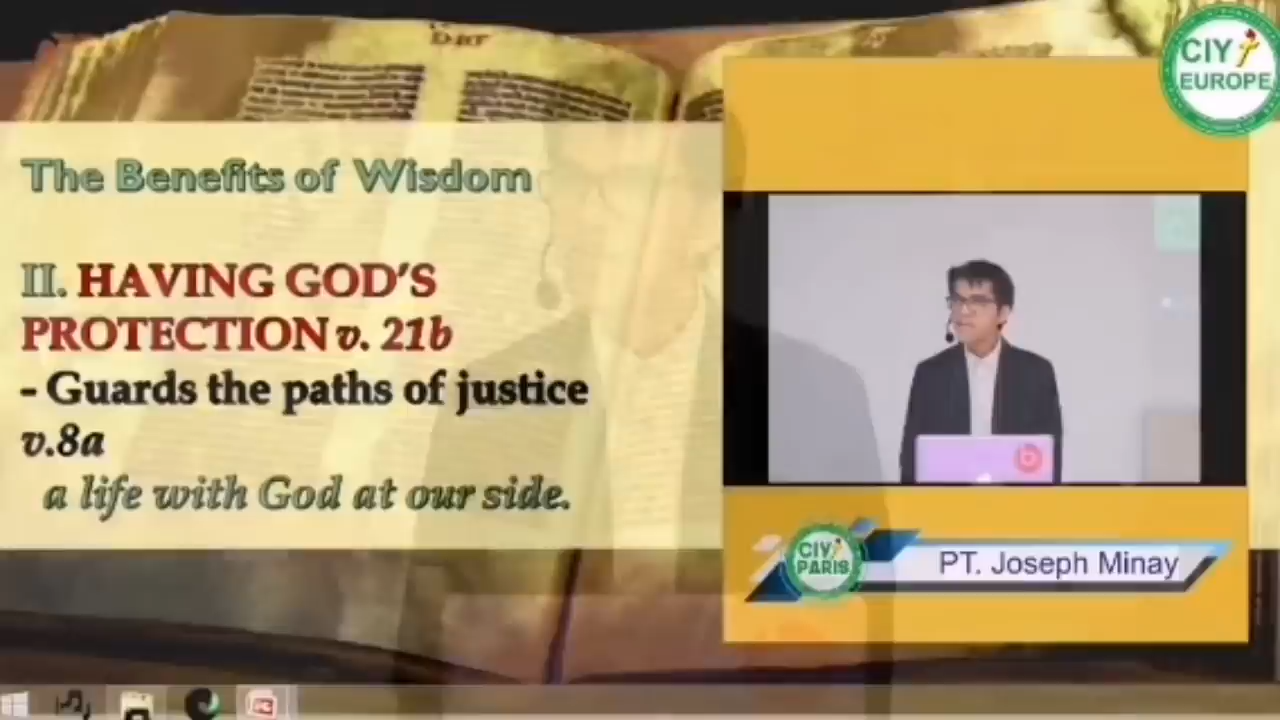 The Benefits of Wisdom
II. HAVING GOD'S
PROTECTION v. 21b
- Guards the paths of justice
v.8a
a life with God at our side.
CIY
EUROPE
CIY
PARIS
PT. Joseph Minay